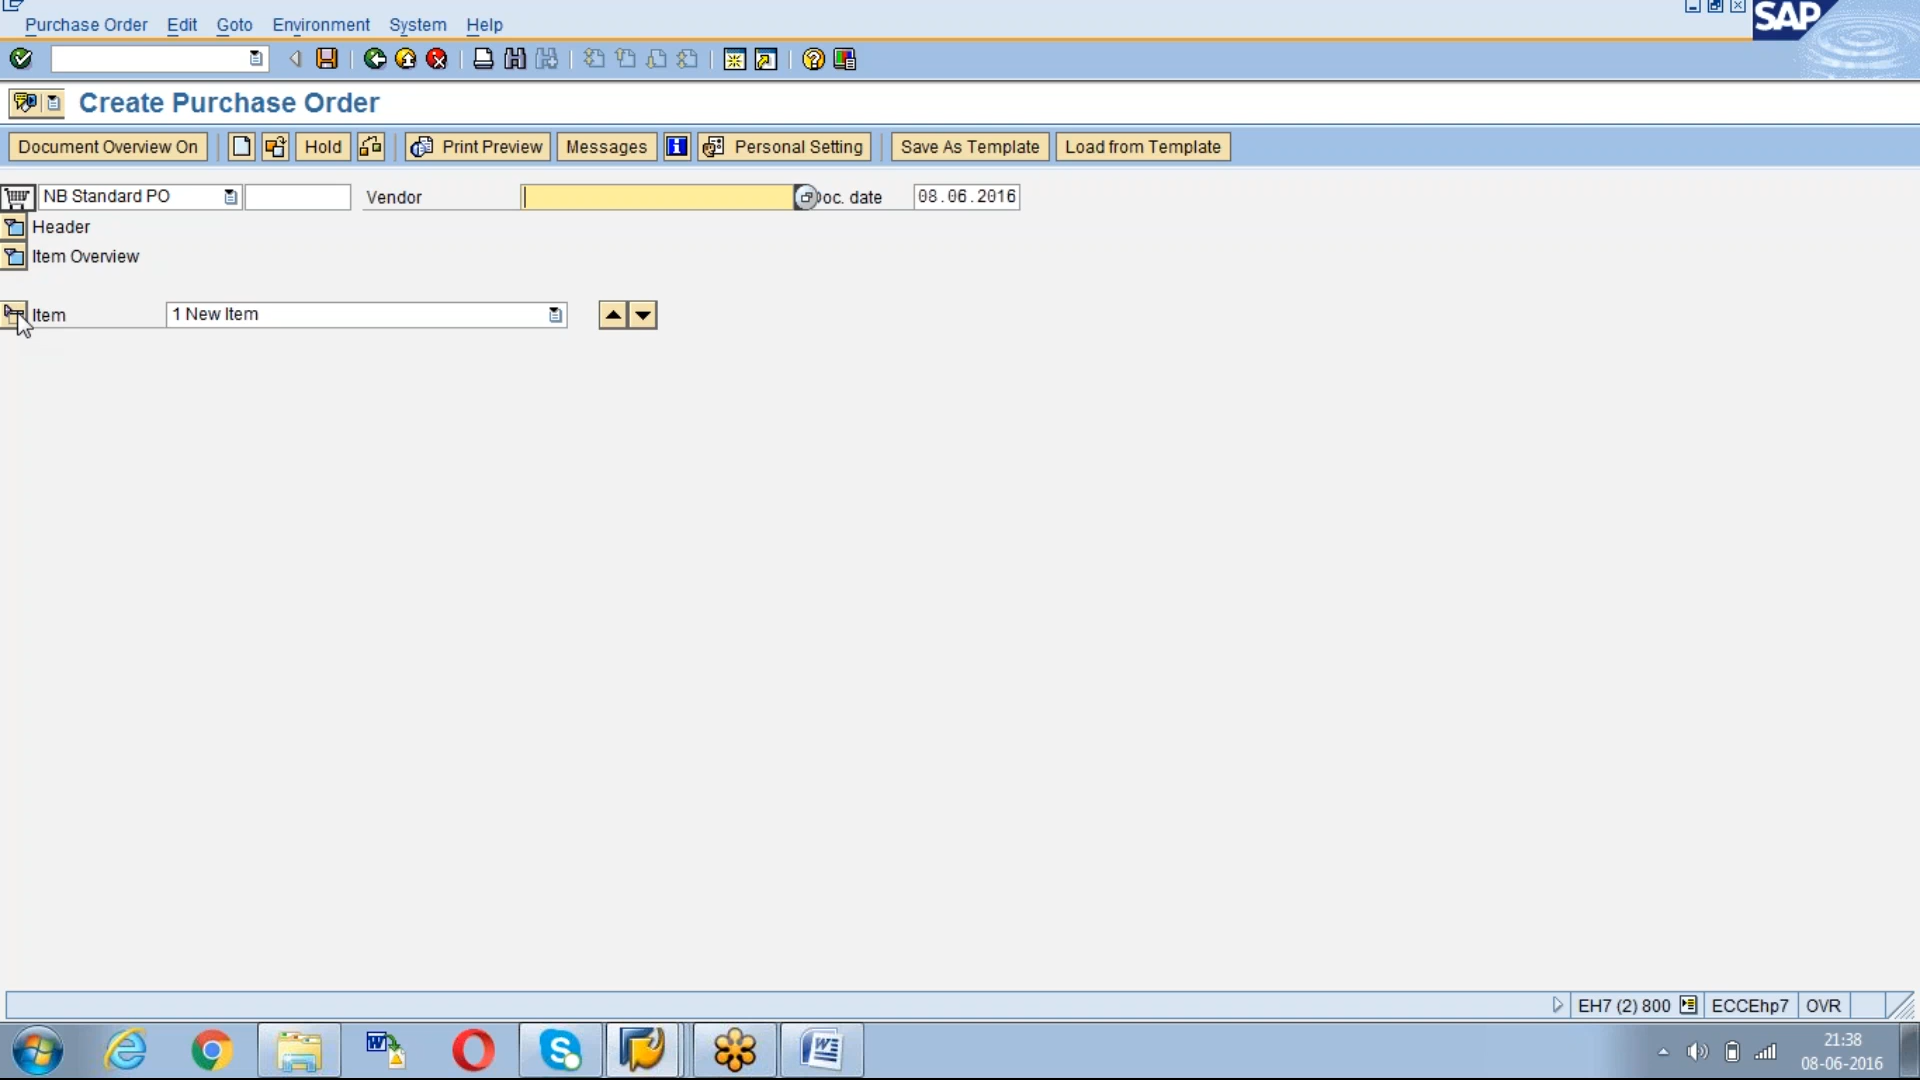 Purchase Order Edit Goto Environment System Help
SAP
Create Purchase Order
Document Overview On Hold Print Preview Messages Personal Setting Save As Template Load from Template
NB Standard PO Vendor Doc. date 08.06.2016
Header
Item Overview
Item 1 New Item
EH7 (2) 800 ECCEhp7 OVR
21:38
08-06-2016